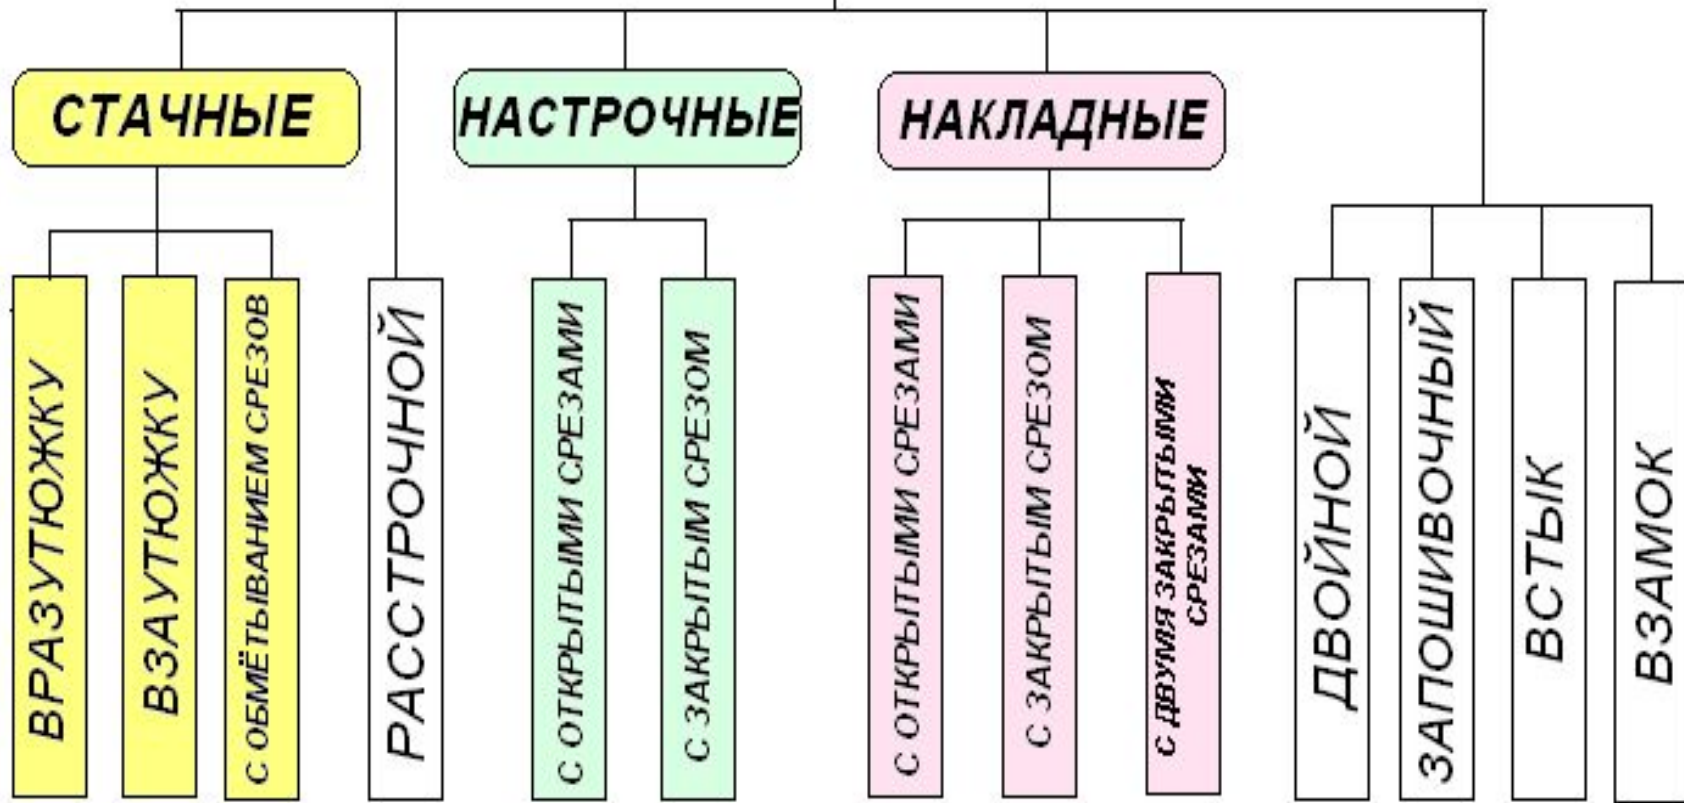 СТАЧНЫЕ
НАСТРОЧНЫЕ
НАКЛАДНЫЕ
ВРАЗУТЮЖКУ
ВЗАУТЮЖКУ
С ОБМЁТЫВАНИЕМ СРЕЗОВ
РАССТРОЧНОЙ
С ОТКРЫТЫМИ СРЕЗАМИ
С ЗАКРЫТЫМ СРЕЗОМ
С ОТКРЫТЫМИ СРЕЗАМИ
С ЗАКРЫТЫМ СРЕЗОМ
С ДВУМЯ ЗАКРЫТЫМИ
СРЕЗАМИ
ДВОЙНОЙ
ЗАПОШИВОЧНЫЙ
ВСТЫК
ВЗАМОК